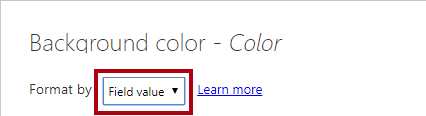 Background color - Color
Format by Field value ▼ Learn more